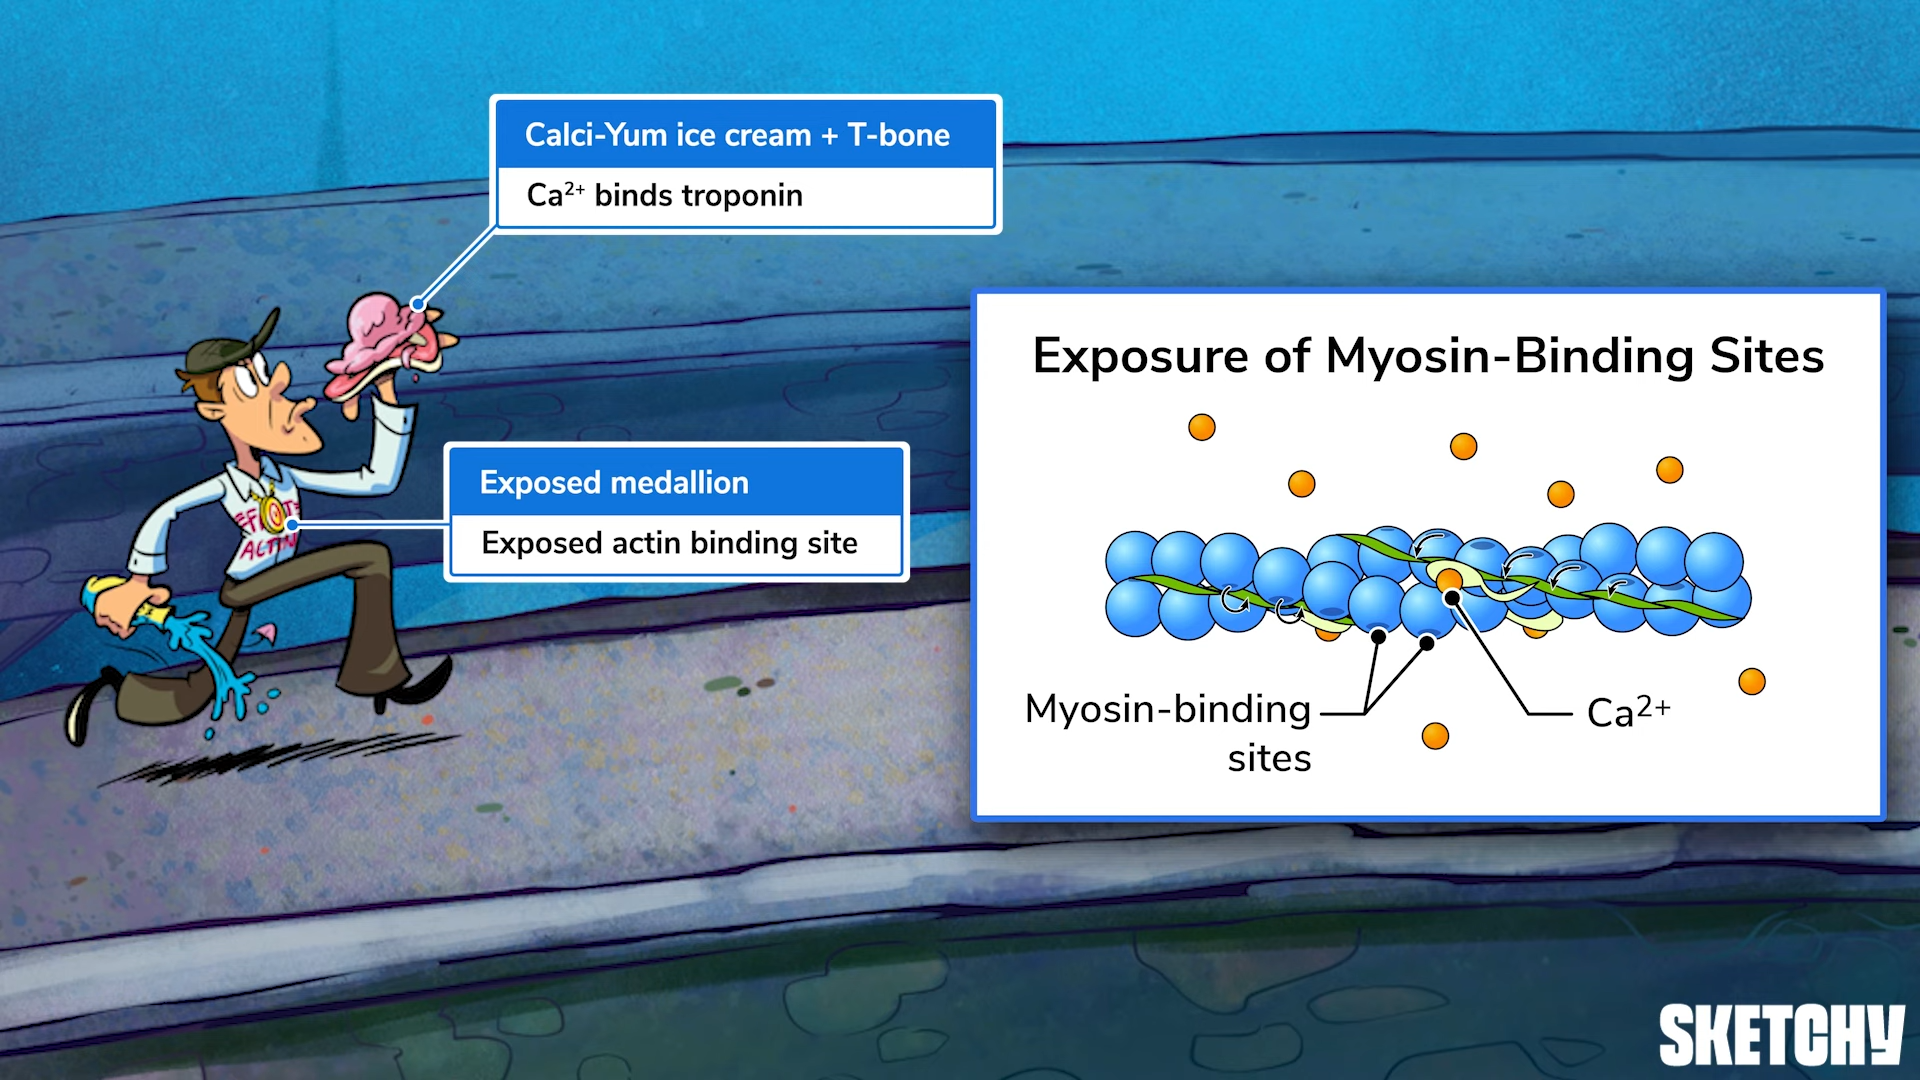 Calci-Yum ice cream + T-bone
Ca²⁺ binds troponin
Exposed medallion
Exposed actin binding site
ACTIN
Exposure of Myosin-Binding Sites
Myosin-binding
sites
Ca²⁺
SKETCHY